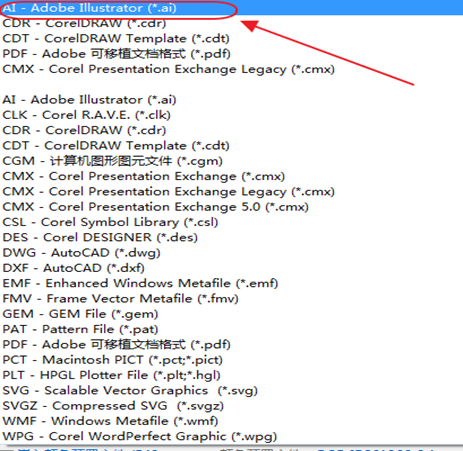 AI - Adobe Illustrator (*.ai)
CDR - CorelDRAW (*.cdr)
CDT - CorelDRAW Template (*.cdt)
PDF - Adobe 可移植文档格式 (*.pdf)
CMX - Corel Presentation Exchange Legacy (*.cmx)
AI - Adobe Illustrator (*.ai)
CLK - Corel R.A.V.E. (*.clk)
CDR - CorelDRAW (*.cdr)
CDT - CorelDRAW Template (*.cdt)
CGM - 计算机图形图元文件 (*.cgm)
CMX - Corel Presentation Exchange (*.cmx)
CMX - Corel Presentation Exchange Legacy (*.cmx)
CMX - Corel Presentation Exchange 5.0 (*.cmx)
CSL - Corel Symbol Library (*.csl)
DES - Corel DESIGNER (*.des)
DWG - AutoCAD (*.dwg)
DXF - AutoCAD (*.dxf)
EMF - Enhanced Windows Metafile (*.emf)
FMV - Frame Vector Metafile (*.fmv)
GEM - GEM File (*.gem)
PAT - Pattern File (*.pat)
PDF - Adobe 可移植文档格式 (*.pdf)
PCT - Macintosh PICT (*.pct;*.pict)
PLT - HPGL Plotter File (*.plt;*.hgl)
SVG - Scalable Vector Graphics (*.svg)
SVGZ - Compressed SVG (*.svgz)
WMF - Windows Metafile (*.wmf)
WPG - Corel WordPerfect Graphic (*.wpg)